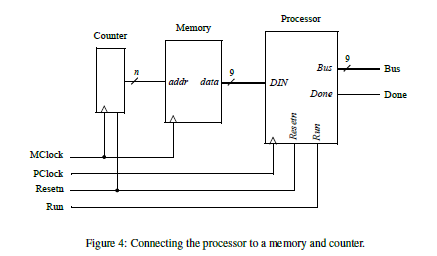 Processor
Memory
Counter
n
addr
data
9
DIN
Bus
9
Bus
Done
Done
Resetn
Run
MClock
PClock
Resetn
Run
Figure 4: Connecting the processor to a memory and counter.